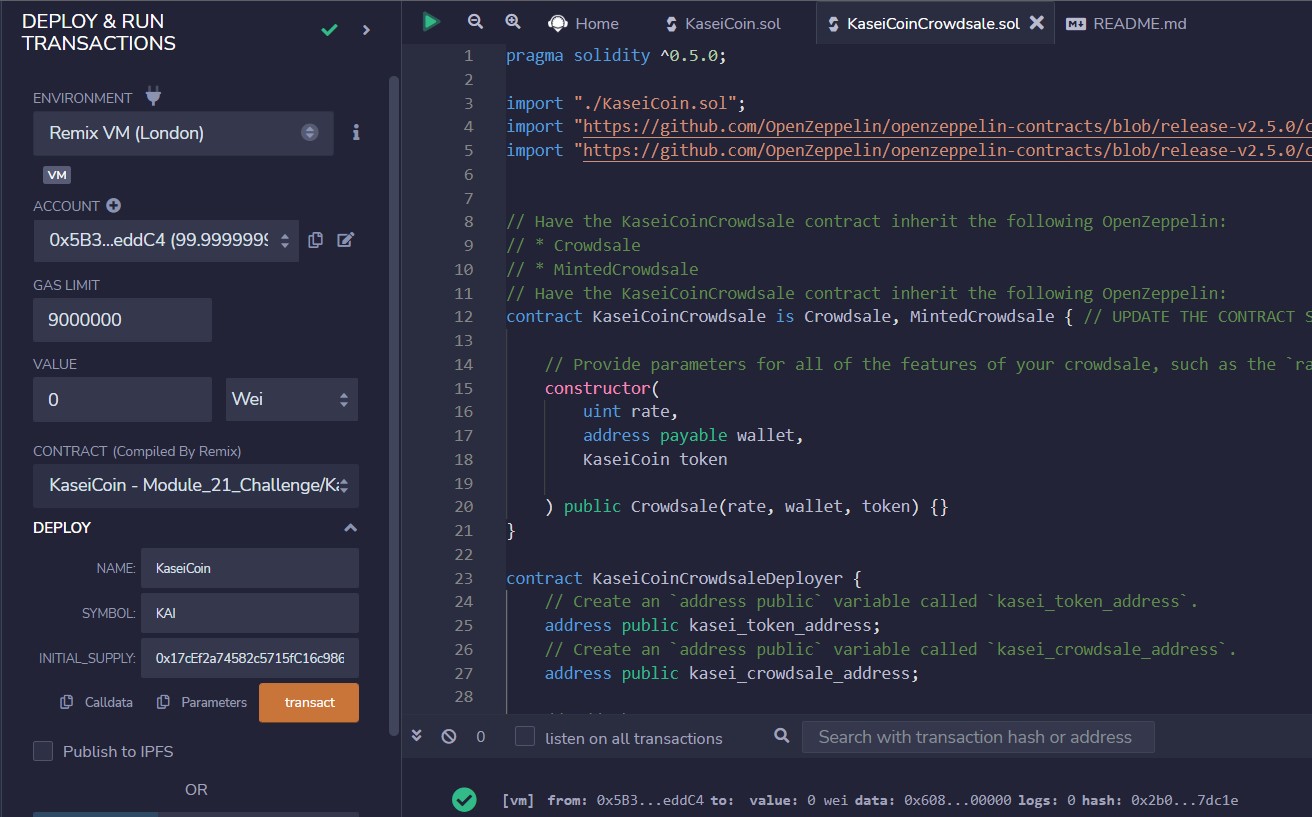 DEPLOY & RUN
TRANSACTIONS
ENVIRONMENT
Remix VM (London)
VM
ACCOUNT
0x5B3...eddC4 (99.9999999
GAS LIMIT
9000000
VALUE
0
Wei
CONTRACT (Compiled By Remix)
KaseiCoin - Module_21_Challenge/Ka
DEPLOY
NAME: KaseiCoin
SYMBOL: KAI
INITIAL_SUPPLY: 0x17cEf2a74582c5715fC16c986
Calldata Parameters transact
Publish to IPFS
OR
Home KaseiCoin.sol KaseiCoinCrowdsale.sol README.md
1 pragma solidity ^0.5.0;
2
3 import "./KaseiCoin.sol";
4 import "https://github.com/OpenZeppelin/openzeppelin-contracts/blob/release-v2.5.0/c
5 import "https://github.com/OpenZeppelin/openzeppelin-contracts/blob/release-v2.5.0/c
6
7
8 // Have the KaseiCoinCrowdsale contract inherit the following OpenZeppelin:
9 // * Crowdsale
10 // * MintedCrowdsale
11 // Have the KaseiCoinCrowdsale contract inherit the following OpenZeppelin:
12 contract KaseiCoinCrowdsale is Crowdsale, MintedCrowdsale { // UPDATE THE CONTRACT S
13
14 // Provide parameters for all of the features of your crowdsale, such as the `ra
15 constructor(
16 uint rate,
17 address payable wallet,
18 KaseiCoin token
19
20 ) public Crowdsale(rate, wallet, token) {}
21 }
22
23 contract KaseiCoinCrowdsaleDeployer {
24 // Create an `address public` variable called `kasei_token_address`.
25 address public kasei_token_address;
26 // Create an `address public` variable called `kasei_crowdsale_address`.
27 address public kasei_crowdsale_address;
28
0 listen on all transactions Search with transaction hash or address
[vm] from: 0x5B3...eddC4 to: value: 0 wei data: 0x608...00000 logs: 0 hash: 0x2b0...7dc1e